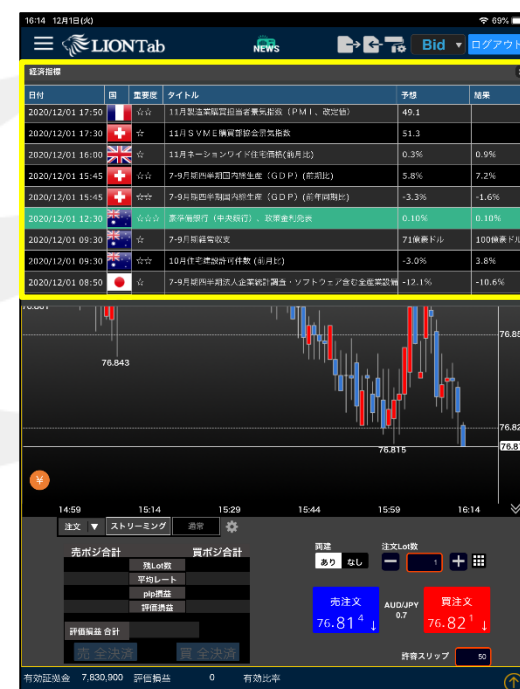 16:14 12月1日(火) 69%
LIONTab NEWS Bid ▼ ログアウト
経済指標
日付 国 重要度 タイトル 予想 結果
2020/12/01 17:50 ☆☆ 11月製造業購買担当者景気指数（PMI、改定値） 49.1
2020/12/01 17:30 ☆ 11月SVME購買部協会景気指数 51.3
2020/12/01 16:00 ☆ 11月ネーションワイド住宅価格(前月比) 0.3% 0.9%
2020/12/01 15:45 ☆☆ 7-9月期四半期国内総生産（GDP）(前期比) 5.8% 7.2%
2020/12/01 15:45 ☆☆ 7-9月期四半期国内総生産（GDP）(前年同期比) -3.3% -1.6%
2020/12/01 12:30 ☆☆☆ 豪準備銀行（中央銀行）、政策金利発表 0.10% 0.10%
2020/12/01 09:30 ☆ 7-9月期経常収支 71億豪ドル 100億豪ドル
2020/12/01 09:30 ☆☆ 10月住宅建設許可件数 (前月比) -3.0% 3.8%
2020/12/01 08:50 ☆ 7-9月期四半期法人企業統計調査・ソフトウェア含む全産業設備 -12.1% -10.6%
76.85
76.843
76.82
76.815
76.81
¥
14:59 15:14 15:29 15:44 15:59 16:14
注文 ▼ ストリーミング 通常
売ポジ合計 買ポジ合計
残Lot数
平均レート
pip損益
評価損益
評価損益 合計
売 全決済 買 全決済
両建 注文Lot数
あり なし 1
売注文 AUD/JPY 買注文
76.81⁴ ↓ 0.7 76.82¹ ↓
許容スリップ 50
有効証拠金 7,830,900 評価損益 0 有効比率